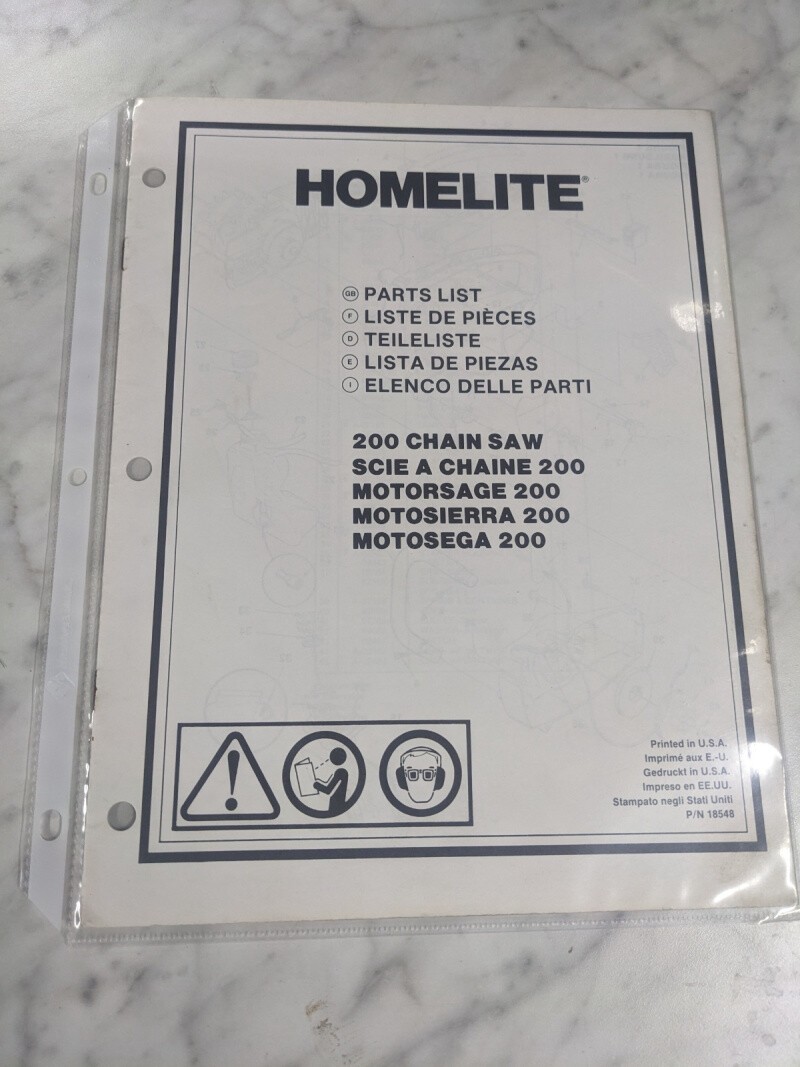 HOMELITE®
GB PARTS LIST
F LISTE DE PIÈCES
D TEILELISTE
E LISTA DE PIEZAS
I ELENCO DELLE PARTI
200 CHAIN SAW
SCIE A CHAINE 200
MOTORSAGE 200
MOTOSIERRA 200
MOTOSEGA 200
Printed in U.S.A.
Imprimé aux E.-U.
Gedruckt in U.S.A.
Impreso en EE.UU.
Stampato negli Stati Uniti
P/N 18548